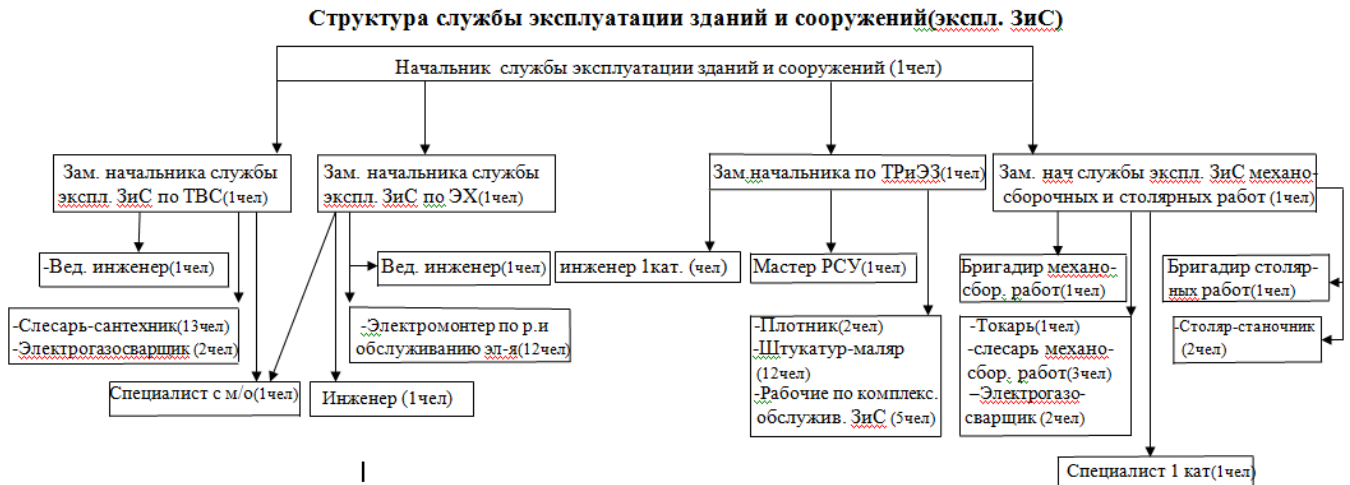 Структура службы эксплуатации зданий и сооружений(экспл. ЗиС)
Начальник службы эксплуатации зданий и сооружений (1чел)
Зам. начальника службы
экспл. ЗиС по ТВС(1чел)
Зам. начальника службы
экспл. ЗиС по ЭХ(1чел)
Зам.начальника по ТРиЭЗ(1чел)
Зам. нач службы экспл. ЗиС механо-
сборочных и столярных работ (1чел)
-Вед. инженер(1чел)
Вед. инженер(1чел)
инженер 1кат. (чел)
Мастер РСУ(1чел)
Бригадир механо-
сбор. работ(1чел)
Бригадир столяр-
ных работ(1чел)
-Слесарь-сантехник(13чел)
-Электрогазосварщик (2чел)
-Электромонтер по р.и
обслуживанию эл-я(12чел)
-Плотник(2чел)
-Штукатур-маляр
(12чел)
-Рабочие по комплекс.
обслужив. ЗиС (5чел)
-Токарь(1чел)
-слесарь механо-
сбор. работ(3чел)
–Электрогазо-
сварщик (2чел)
-Столяр-станочник
(2чел)
Специалист с м/о(1чел)
Инженер (1чел)
Специалист 1 кат(1чел)